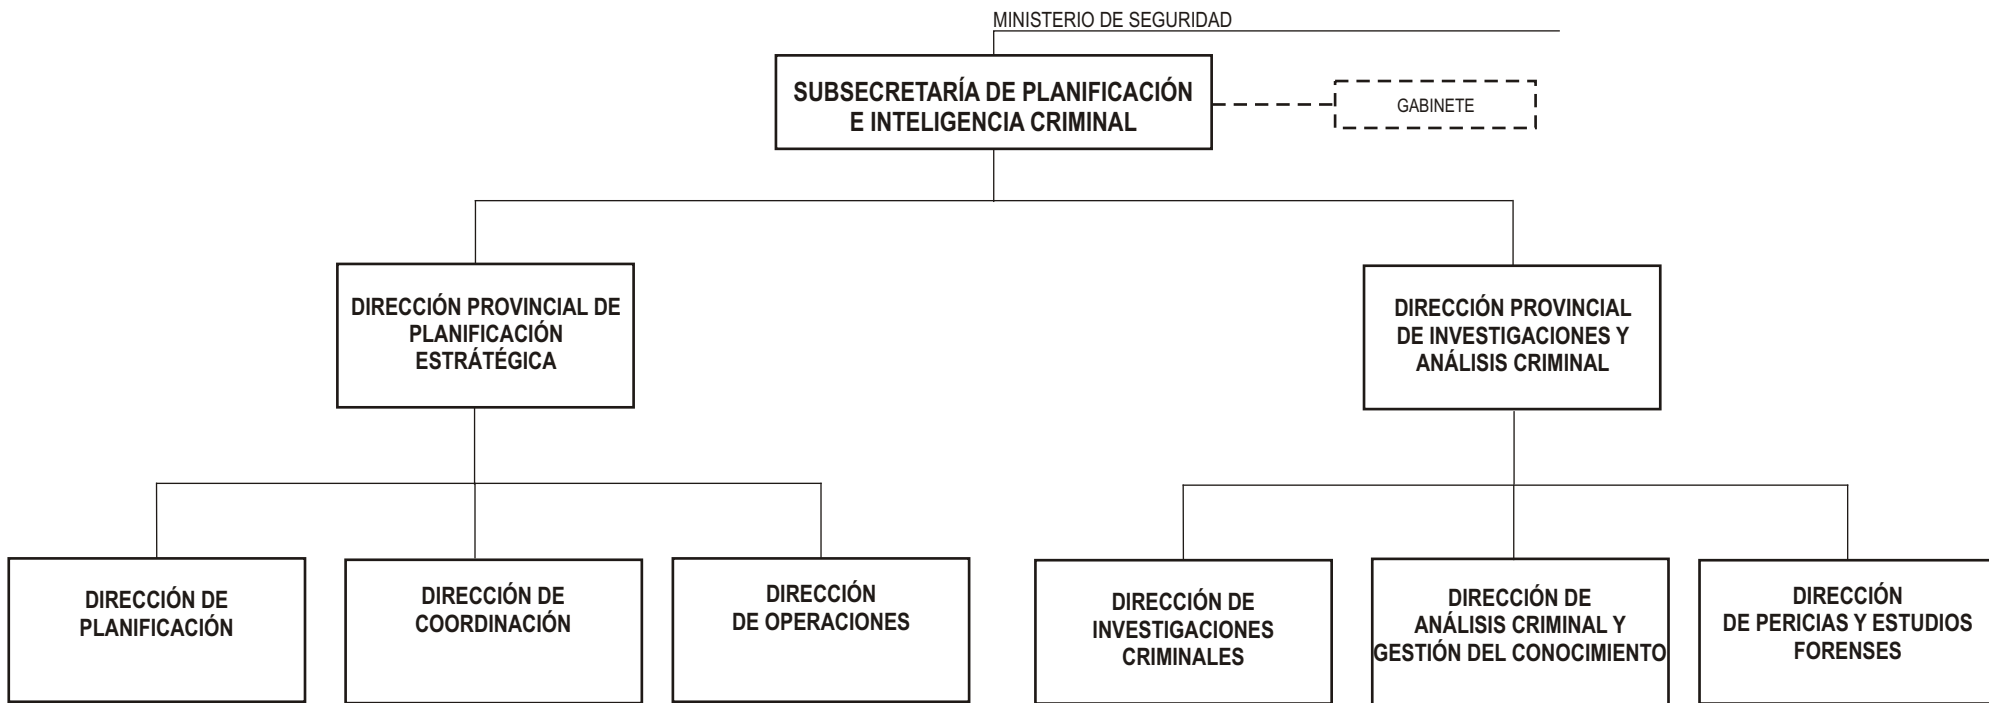 MINISTERIO DE SEGURIDAD
SUBSECRETARÍA DE PLANIFICACIÓN
E INTELIGENCIA CRIMINAL
GABINETE
DIRECCIÓN PROVINCIAL DE
PLANIFICACIÓN
ESTRÁTÉGICA
DIRECCIÓN PROVINCIAL
DE INVESTIGACIONES Y
ANÁLISIS CRIMINAL
DIRECCIÓN DE
PLANIFICACIÓN
DIRECCIÓN DE
COORDINACIÓN
DIRECCIÓN
DE OPERACIONES
DIRECCIÓN DE
INVESTIGACIONES
CRIMINALES
DIRECCIÓN DE
ANÁLISIS CRIMINAL Y
GESTIÓN DEL CONOCIMIENTO
DIRECCIÓN
DE PERICIAS Y ESTUDIOS
FORENSES